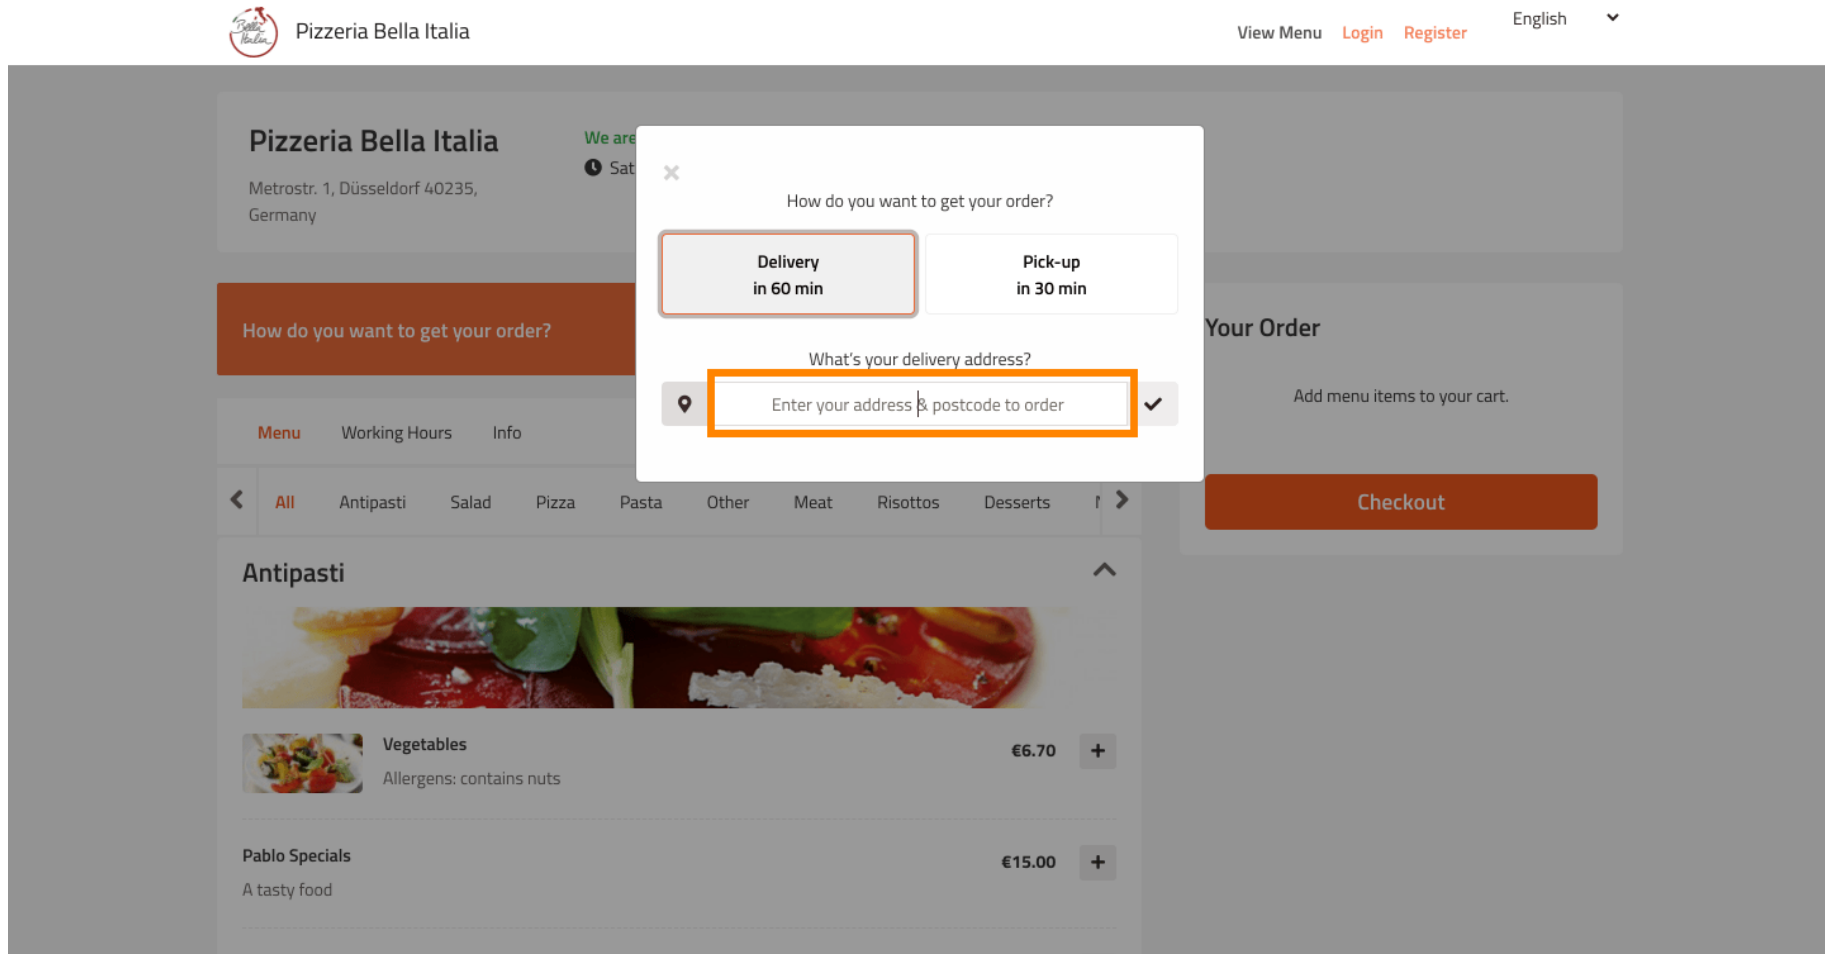 Bella Italia
Pizzeria Bella Italia
View Menu Login Register English
Pizzeria Bella Italia
Metrostr. 1, Düsseldorf 40235,
Germany
We are
Sat
How do you want to get your order?
Delivery
in 60 min
Pick-up
in 30 min
What's your delivery address?
Enter your address & postcode to order
How do you want to get your order?
Your Order
Add menu items to your cart.
Checkout
Menu Working Hours Info
All Antipasti Salad Pizza Pasta Other Meat Risottos Desserts
Antipasti
Vegetables €6.70 +
Allergens: contains nuts
Pablo Specials €15.00 +
A tasty food